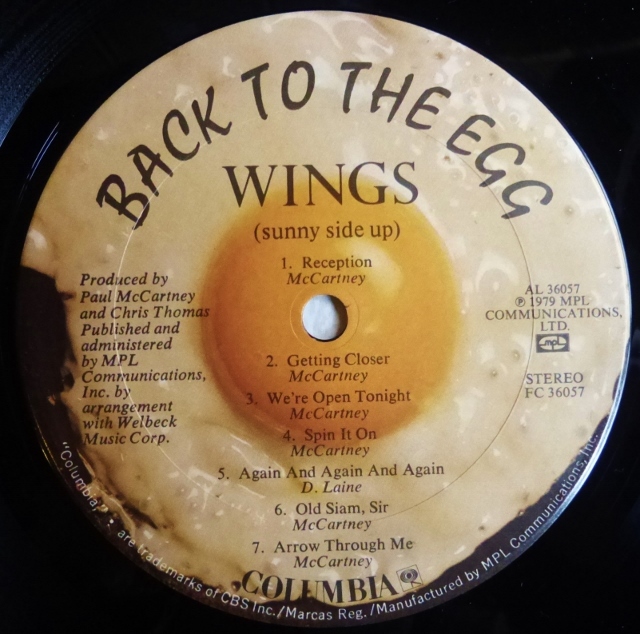 BACK TO THE EGG
WINGS
(sunny side up)
1. Reception
McCartney
Produced by
Paul McCartney
and Chris Thomas
Published and
administered
by MPL
Communications,
Inc. by
arrangement
with Welbeck
Music Corp.
AL 36057
℗ 1979 MPL
COMMUNICATIONS,
LTD.
mpl
STEREO
FC 36057
2. Getting Closer
McCartney
3. We're Open Tonight
McCartney
4. Spin It On
McCartney
5. Again And Again And Again
D. Laine
6. Old Siam, Sir
McCartney
7. Arrow Through Me
McCartney
COLUMBIA
"Columbia," are trademarks of CBS Inc./Marcas Reg./Manufactured by MPL Communications, Inc.